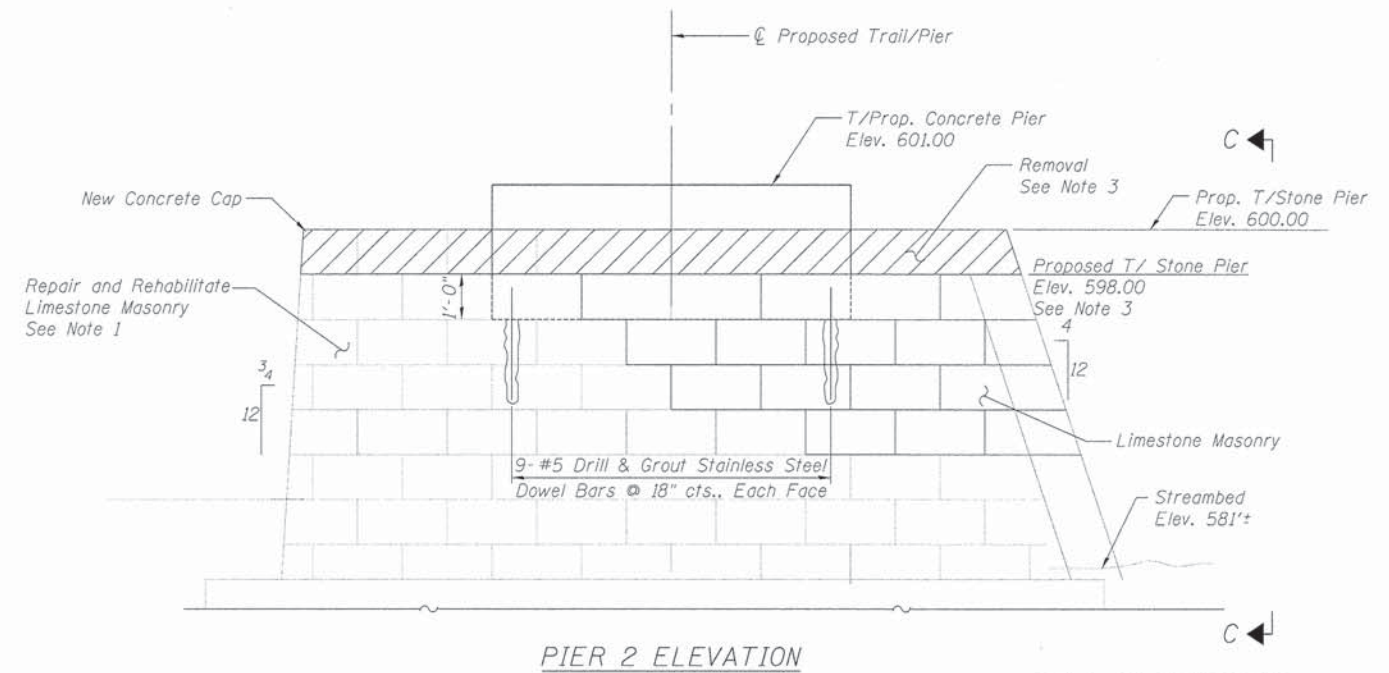 ℄ Proposed Trail/Pier
T/Prop. Concrete Pier
Elev. 601.00
C
Removal
See Note 3
New Concrete Cap
Prop. T/Stone Pier
Elev. 600.00
Repair and Rehabilitate
Limestone Masonry
See Note 1
1'-0"
Proposed T/ Stone Pier
Elev. 598.00
See Note 3
3/4
12
4
12
Limestone Masonry
9- #5 Drill & Grout Stainless Steel
Dowel Bars @ 18" cts., Each Face
Streambed
Elev. 581'±
C
PIER 2 ELEVATION